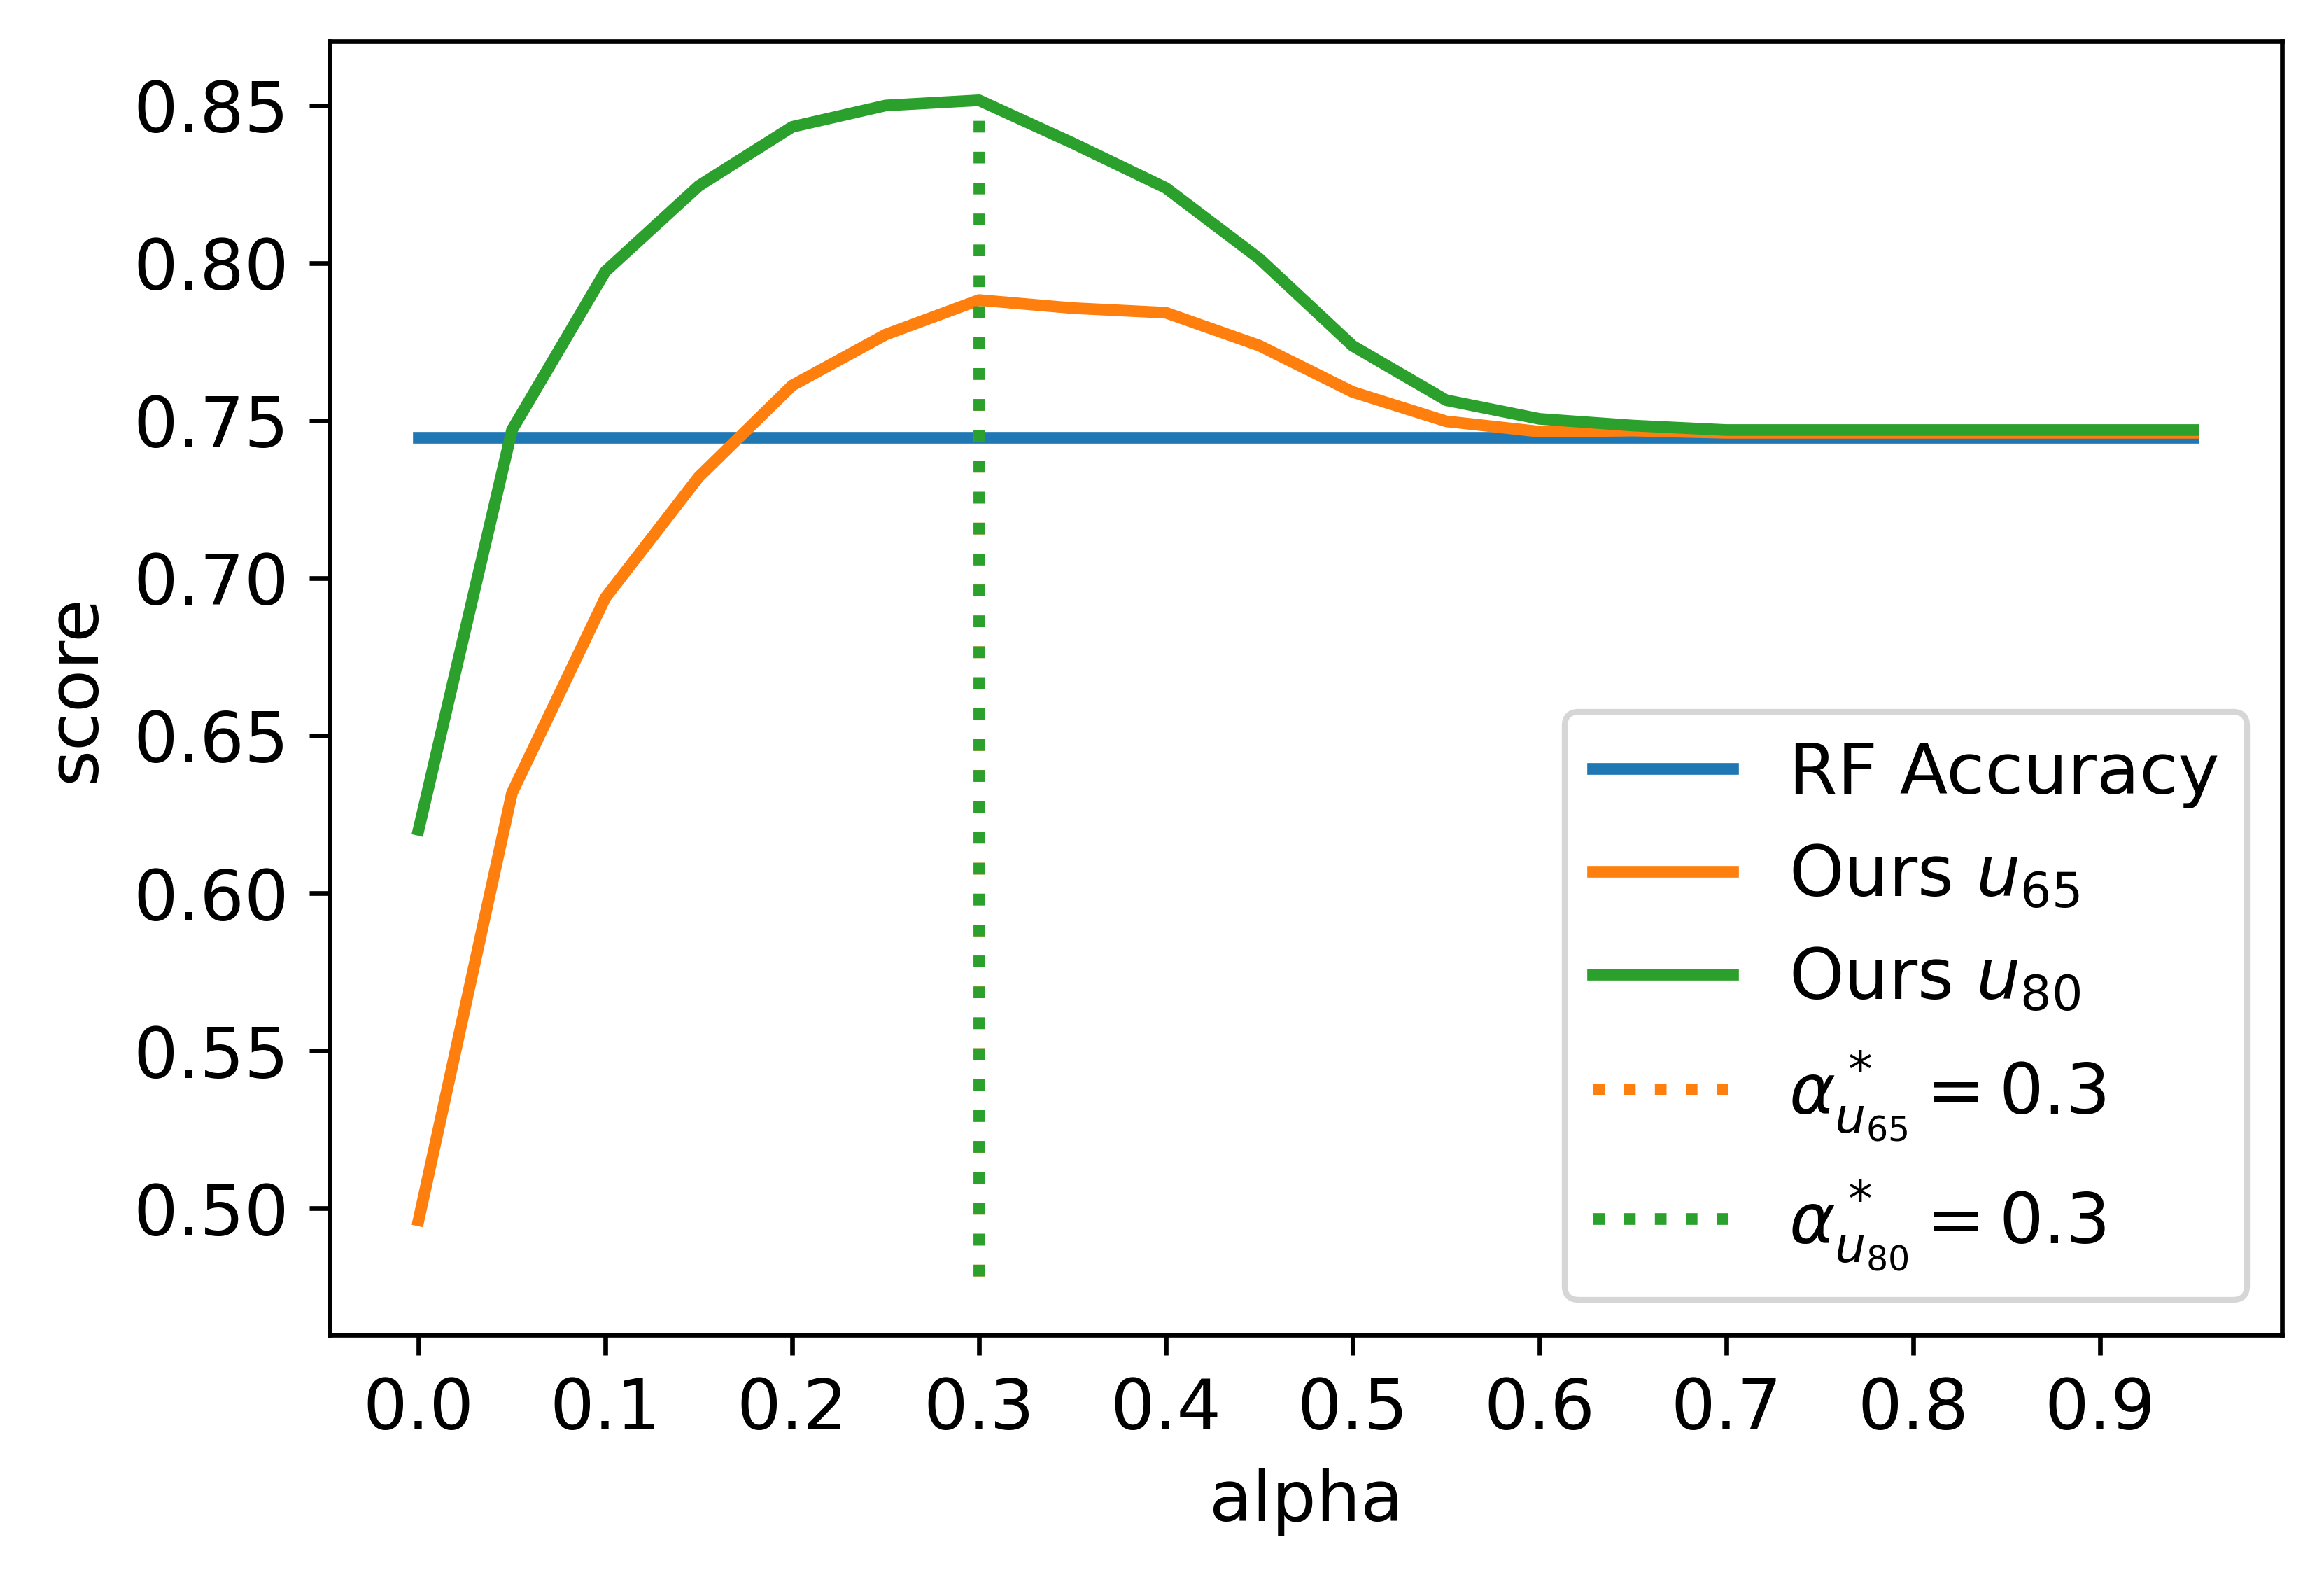 0.85
0.80
0.75
0.70
0.65
0.60
0.55
0.50
score
0.0 0.1 0.2 0.3 0.4 0.5 0.6 0.7 0.8 0.9
alpha
RF Accuracy
Ours u₆₅
Ours u₈₀
α*u₆₅ = 0.3
α*u₈₀ = 0.3